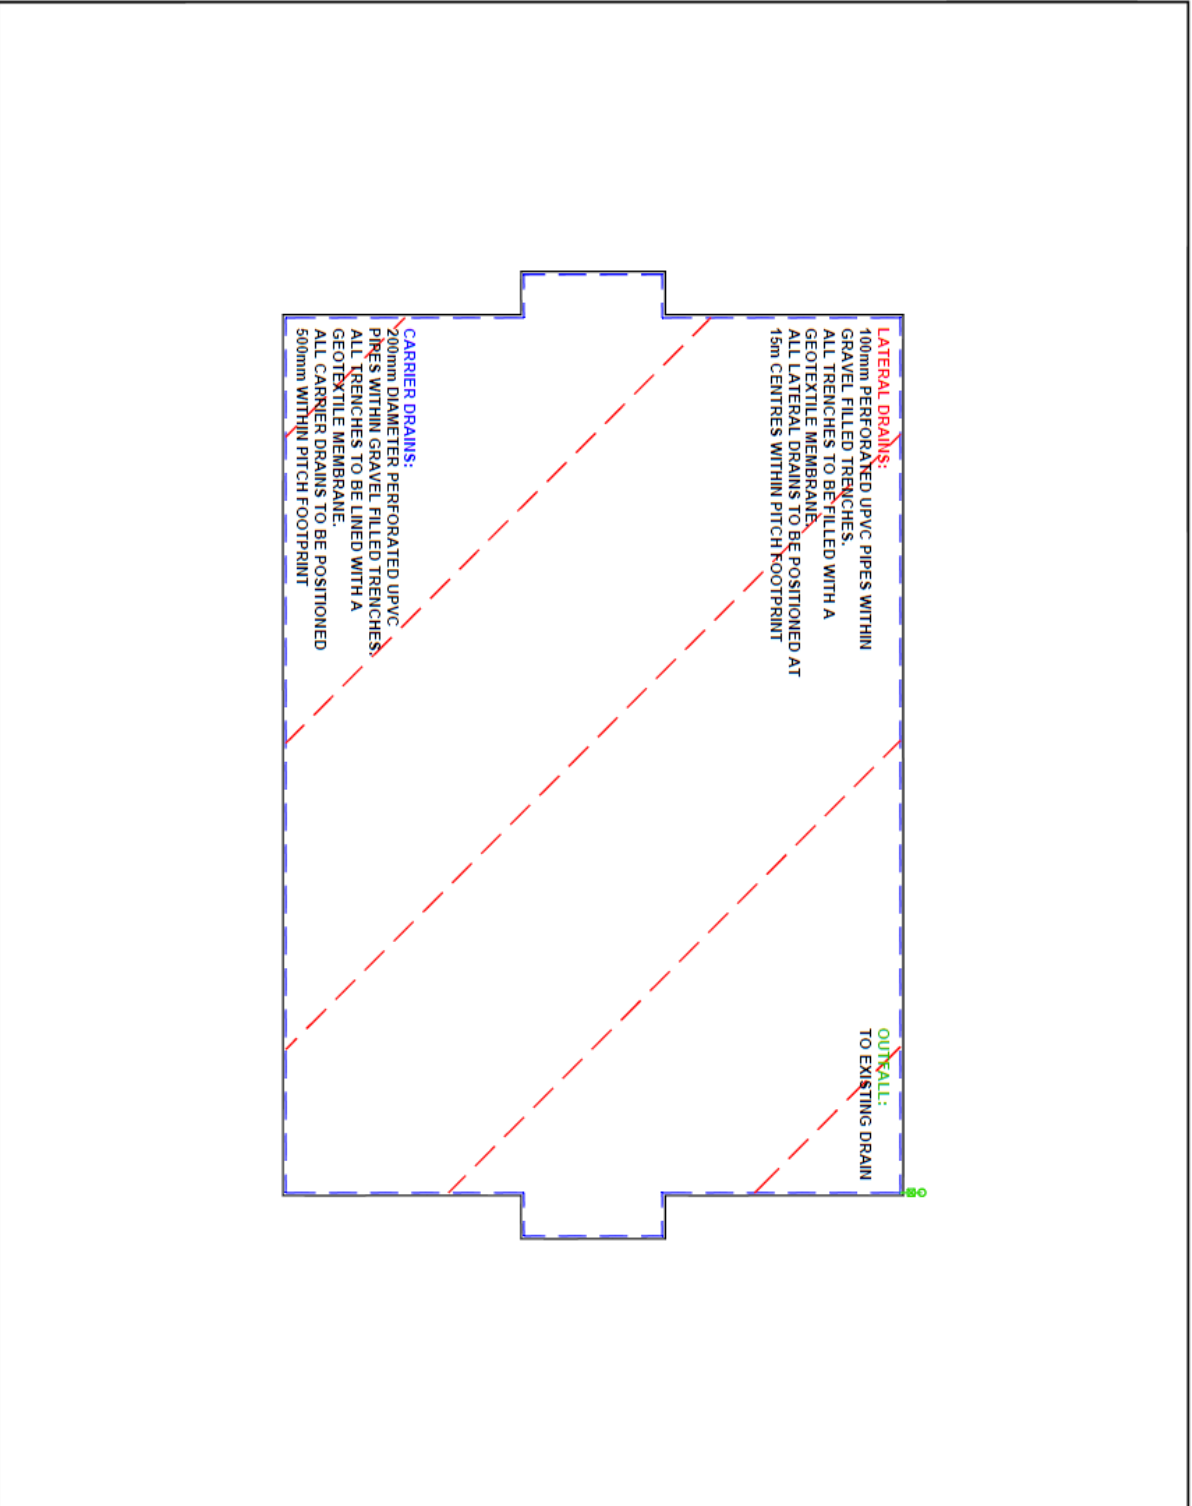 LATERAL DRAINS:
100mm PERFORATED UPVC PIPES WITHIN
GRAVEL FILLED TRENCHES.
ALL TRENCHES TO BE FILLED WITH A
GEOTEXTILE MEMBRANE.
ALL LATERAL DRAINS TO BE POSITIONED AT
15m CENTRES WITHIN PITCH FOOTPRINT
OUTFALL:
TO EXISTING DRAIN
CARRIER DRAINS:
200mm DIAMETER PERFORATED UPVC
PIPES WITHIN GRAVEL FILLED TRENCHES.
ALL TRENCHES TO BE LINED WITH A
GEOTEXTILE MEMBRANE.
ALL CARRIER DRAINS TO BE POSITIONED
500mm WITHIN PITCH FOOTPRINT